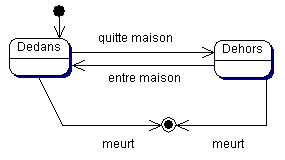 quitte maison
Dedans
Dehors
entre maison
meurt
meurt